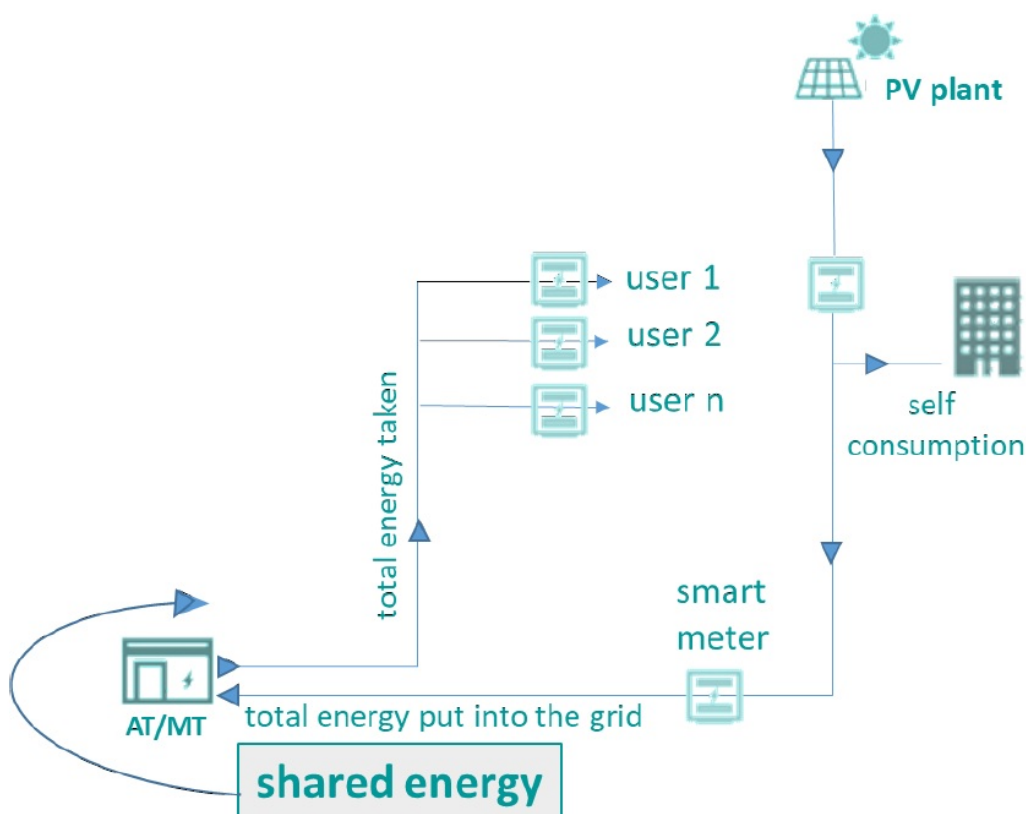 PV plant
user 1
user 2
user n
self
consumption
total energy taken
smart
meter
AT/MT
total energy put into the grid
shared energy